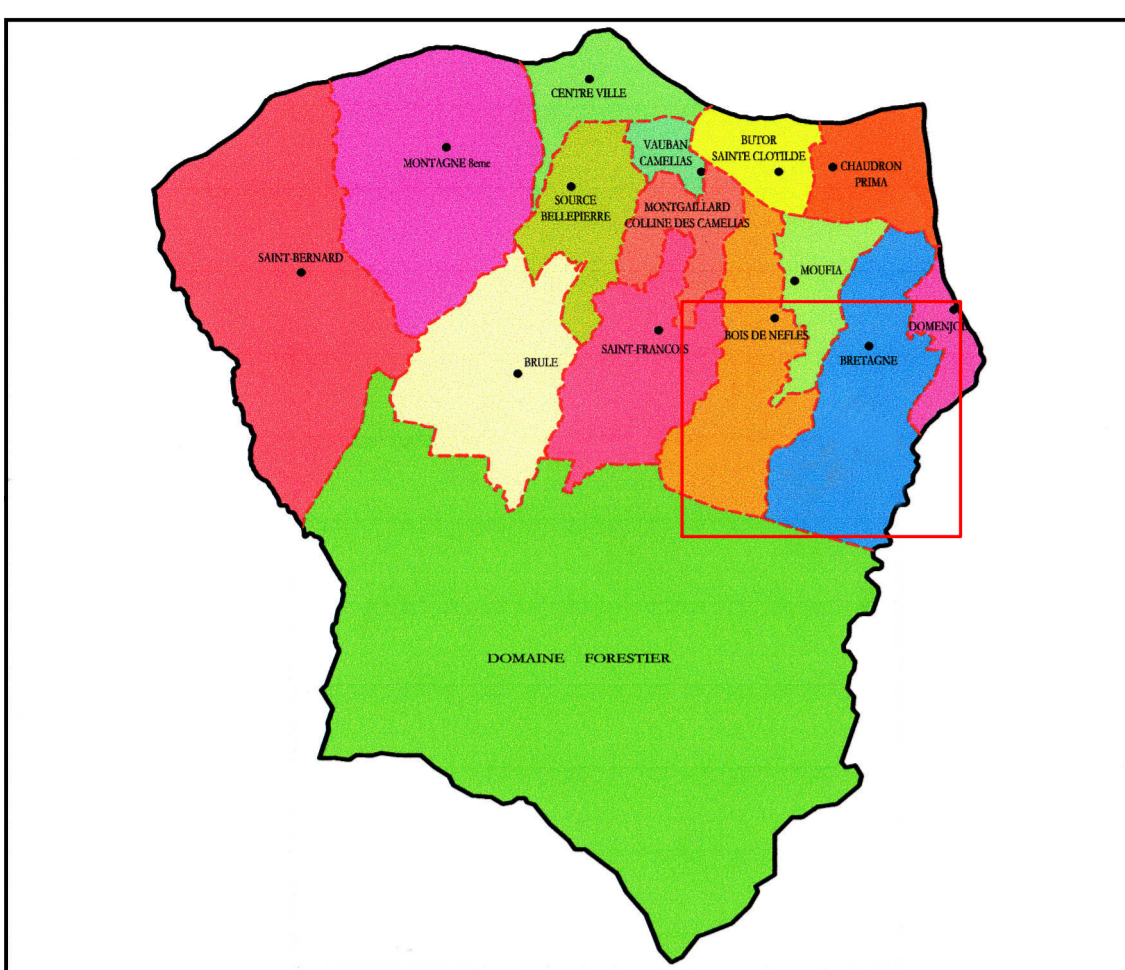 CENTRE VILLE
MONTAGNE 8eme
VAUBAN
CAMELIAS
BUTOR
SAINTE CLOTILDE
CHAUDRON
PRIMA
SOURCE
BELLEPIERRE
MONTGAILLARD
COLLINE DES CAMELIAS
SAINT-BERNARD
MOUFIA
DOMENJOD
BOIS DE NEFLES
SAINT-FRANCOIS
BRETAGNE
BRULE
DOMAINE FORESTIER